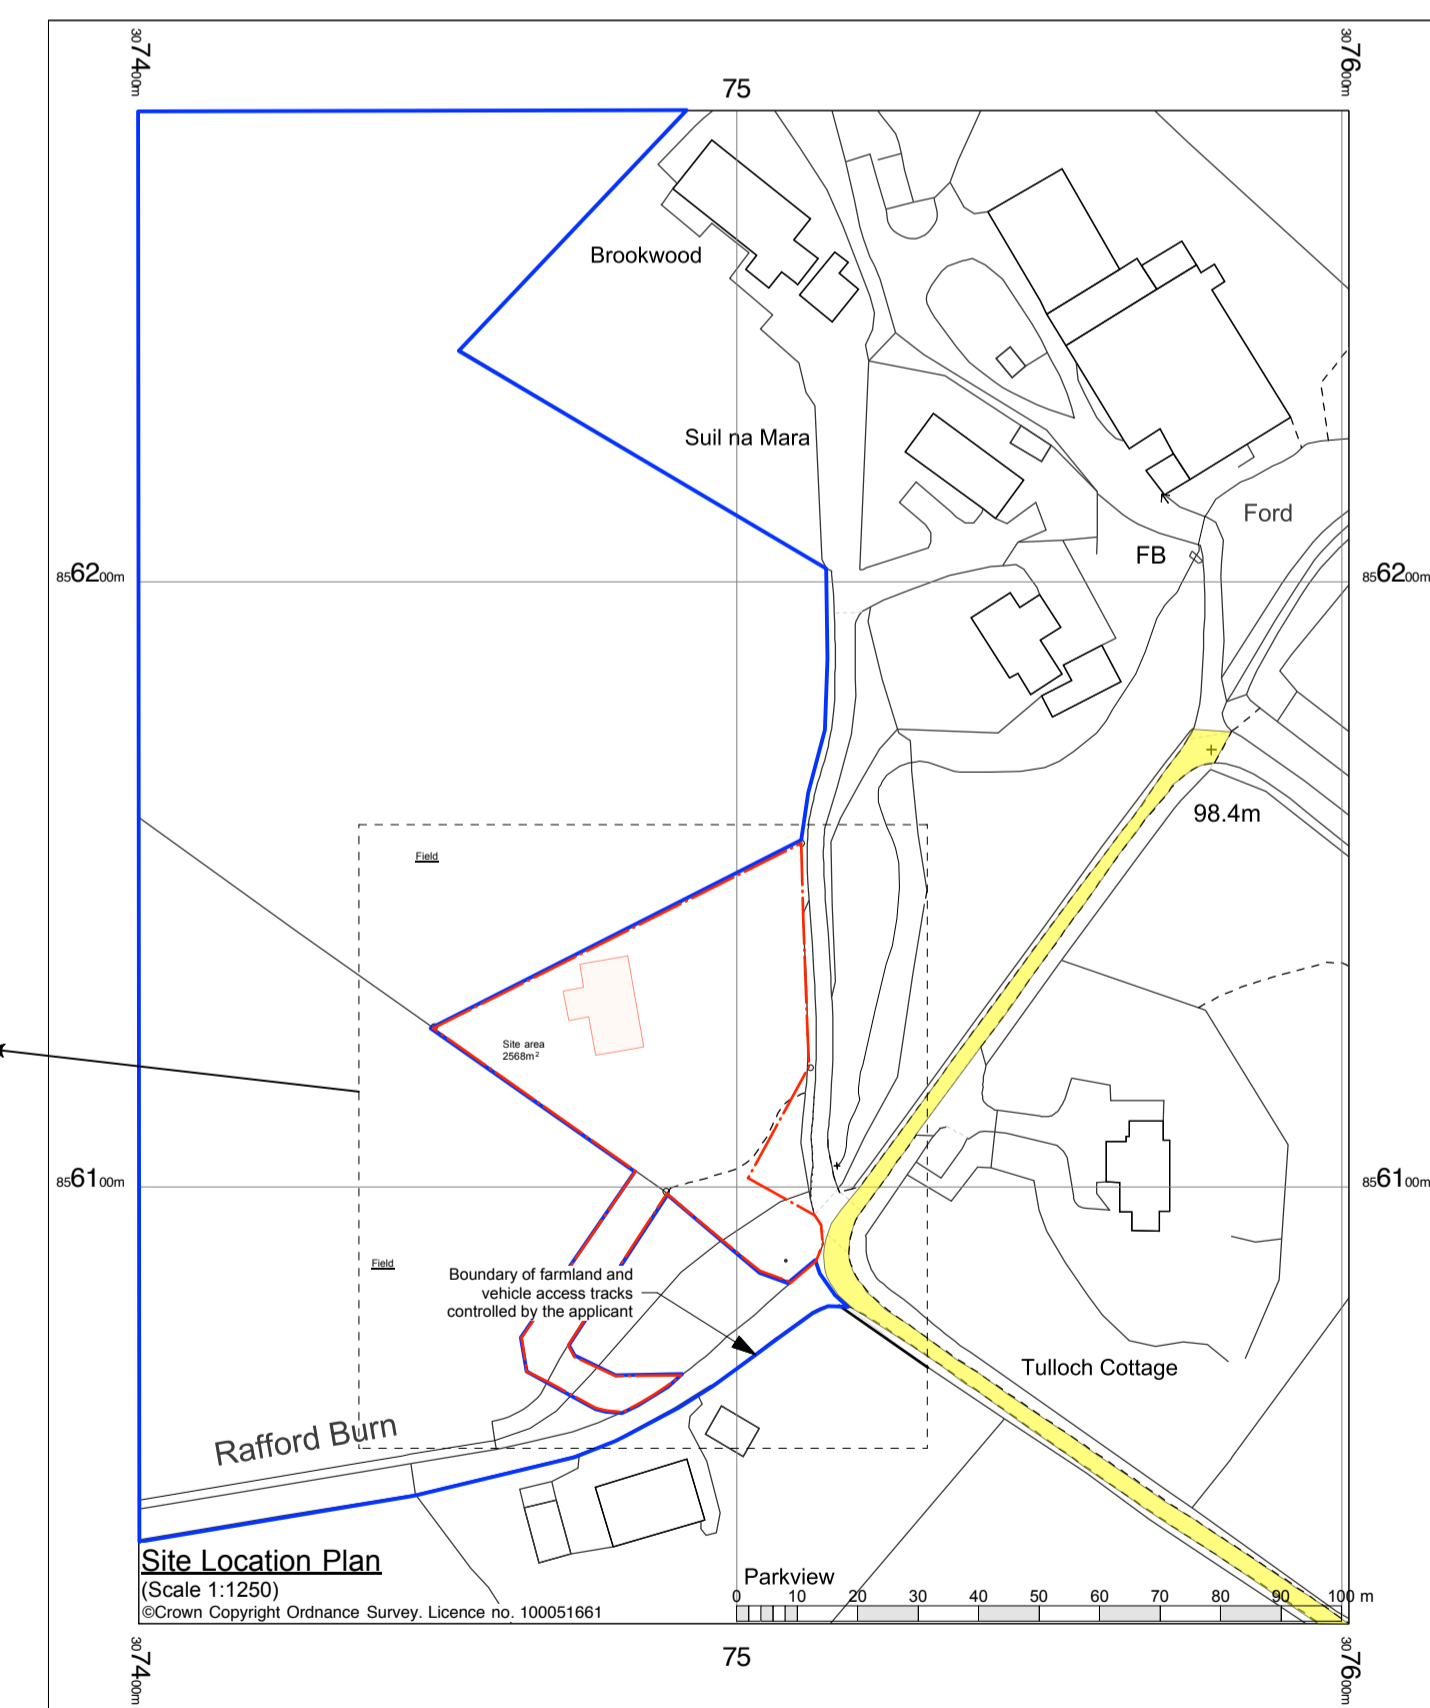 307400m
75
307600m
Brookwood
Suil na Mara
Ford
FB
856200m
856200m
98.4m
Field
Site area
2568m²
856100m
856100m
Field
Boundary of farmland and
vehicle access tracks
controlled by the applicant
Tulloch Cottage
Rafford Burn
Site Location Plan
(Scale 1:1250)
©Crown Copyright Ordnance Survey. Licence no. 100051661
Parkview
0 10 20 30 40 50 60 70 80 90 100 m
307400m
75
307600m